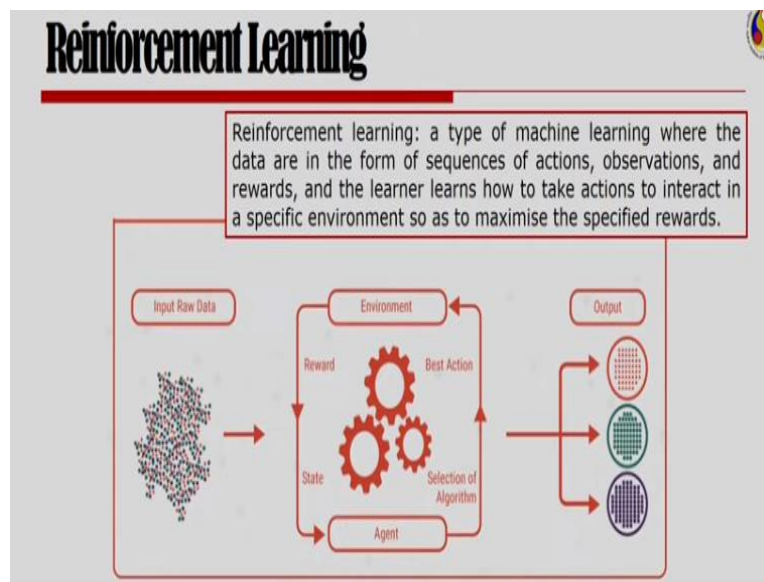 Reinforcement Learning
Reinforcement learning: a type of machine learning where the
data are in the form of sequences of actions, observations, and
rewards, and the learner learns how to take actions to interact in
a specific environment so as to maximise the specified rewards.
Input Raw Data
Environment
Output
Reward
Best Action
State
Selection of
Algorithm
Agent